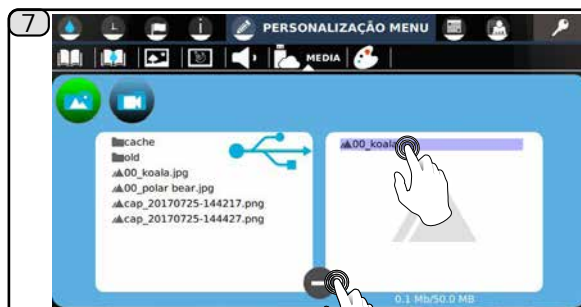 7
PERSONALIZAÇÃO MENU
MEDIA
cache
old
00_koala.jpg
00_polar bear.jpg
cap_20170725-144217.png
cap_20170725-144427.png
00_koala
0.1 Mb/50.0 MB